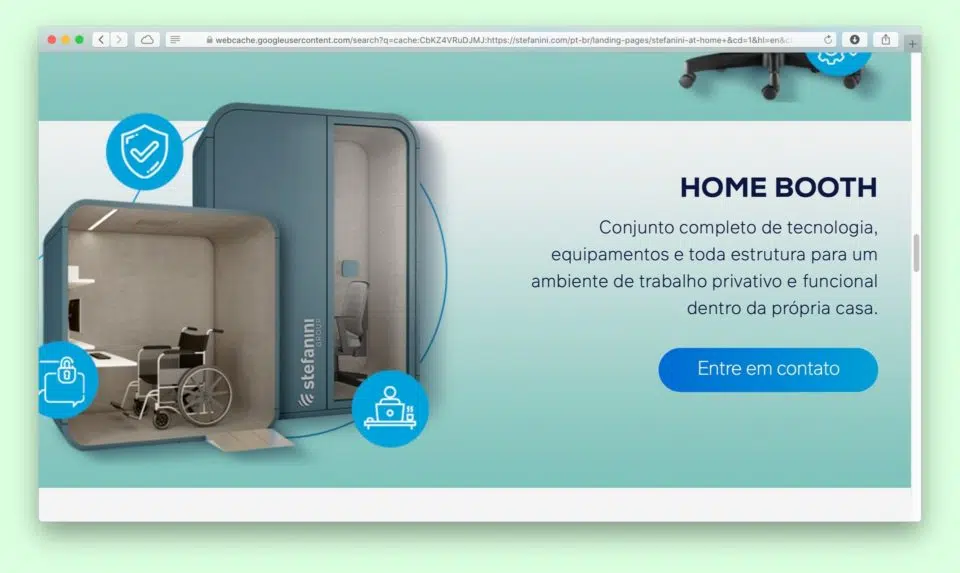 webcache.googleusercontent.com/search?q=cache:CbKZ4VRuDJMJ:https://stefanini.com/pt-br/landing-pages/stefanini-at-home+&cd=1&hl=en&c
HOME BOOTH
Conjunto completo de tecnologia,
equipamentos e toda estrutura para um
ambiente de trabalho privativo e funcional
dentro da própria casa.
Entre em contato
stefanini
GROUP